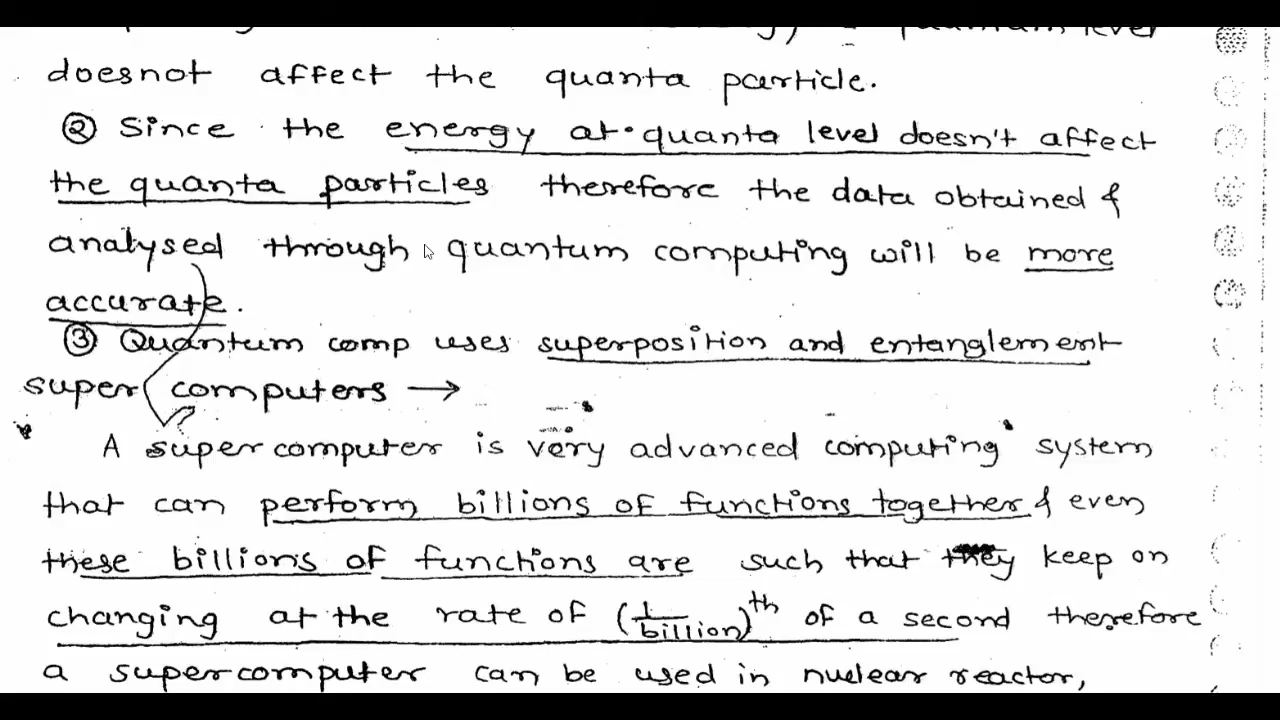 level
doesnot affect the quanta particle.
② Since the energy at quanta level doesn't affect
the quanta particles therefore the data obtained &
analysed through quantum computing will be more
accurate.
③ Quantum comp uses superposition and entanglement
super computers →
A supercomputer is very advanced computing system
that can perform billions of functions together & even
these billions of functions are such that they keep on
changing at the rate of (1/billion)th of a second therefore
a supercomputer can be used in nuclear reactor,